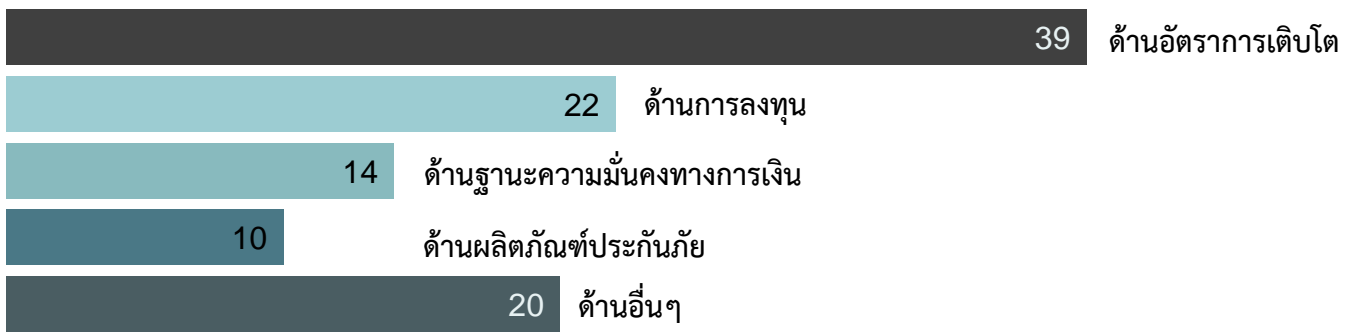 39 ด้านอัตราการเติบโต
22 ด้านการลงทุน
14 ด้านฐานะความมั่นคงทางการเงิน
10 ด้านผลิตภัณฑ์ประกันภัย
20 ด้านอื่นๆ